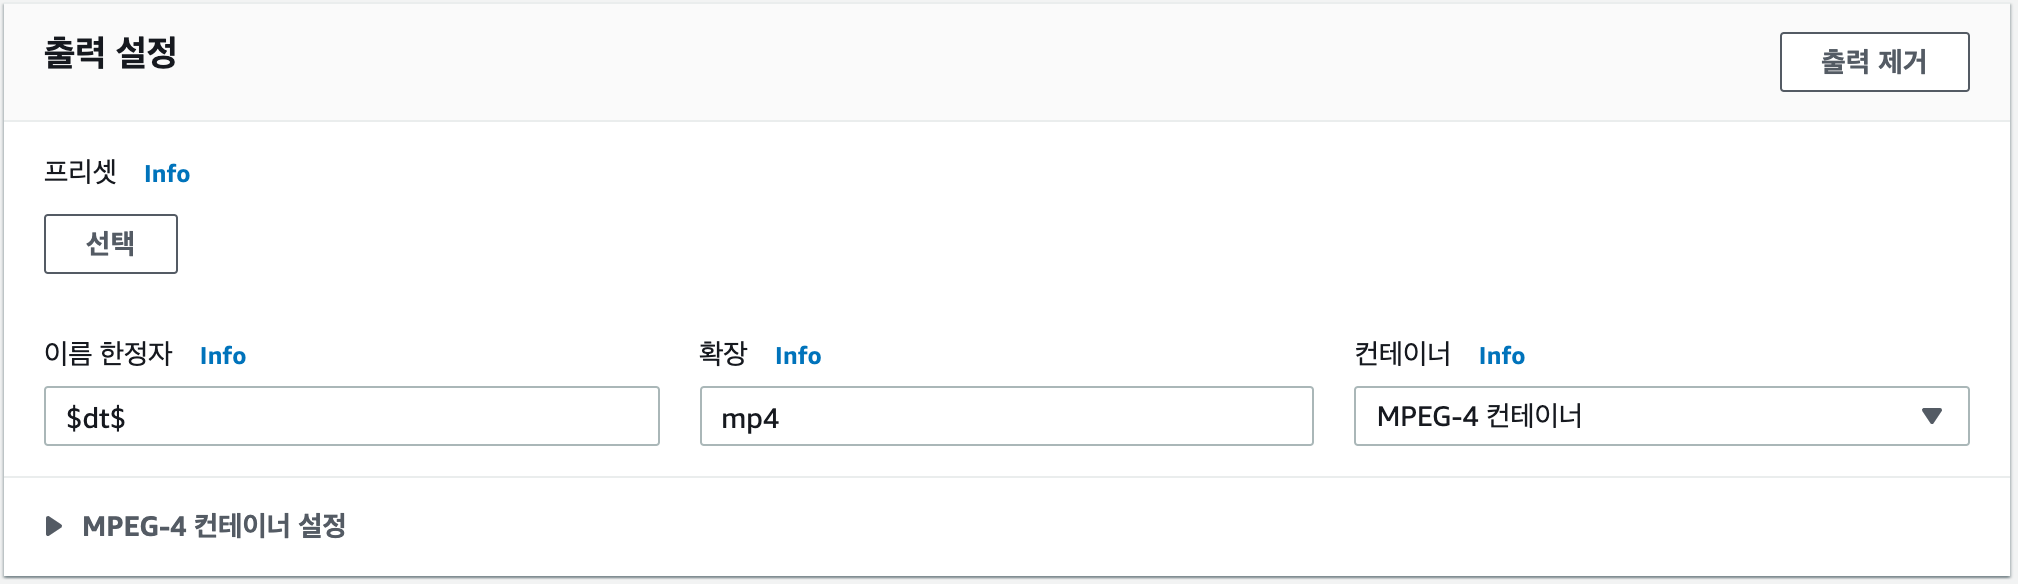 출력 설정
출력 제거
프리셋 Info
선택
이름 한정자 Info
확장 Info
컨테이너 Info
$dt$
mp4
MPEG-4 컨테이너
MPEG-4 컨테이너 설정